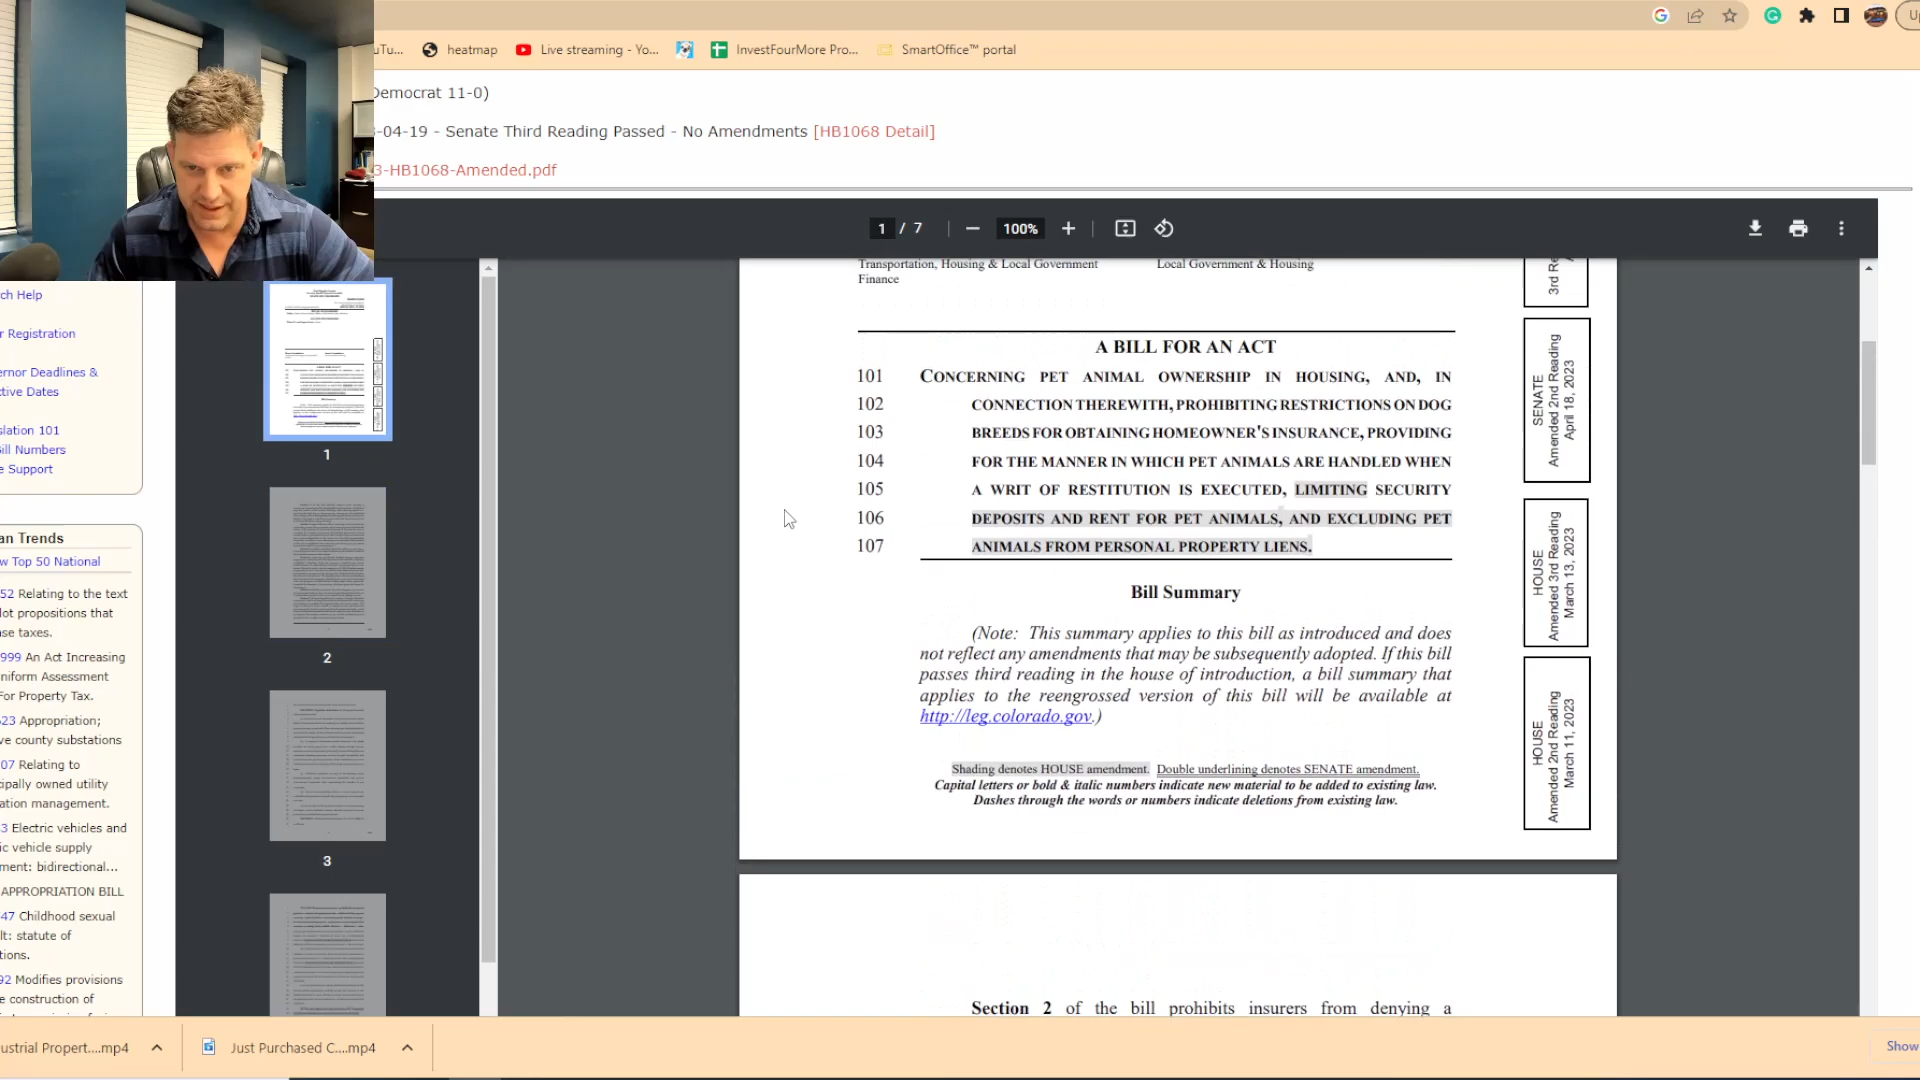 uTu...
heatmap
Live streaming - Yo...
InvestFourMore Pro...
SmartOffice™ portal
Democrat 11-0)
-04-19 - Senate Third Reading Passed - No Amendments [HB1068 Detail]
3-HB1068-Amended.pdf
1 / 7
100%
rch Help
r Registration
ernor Deadlines &
ctive Dates
slation 101
Bill Numbers
e Support
an Trends
w Top 50 National
52 Relating to the text
lot propositions that
ase taxes.
999 An Act Increasing
niform Assessment
For Property Tax.
623 Appropriation;
ve county substations
07 Relating to
cipally owned utility
ation management.
3 Electric vehicles and
ic vehicle supply
ment: bidirectional...
APPROPRIATION BILL
47 Childhood sexual
lt: statute of
tions.
92 Modifies provisions
e construction of
1
2
3
Transportation, Housing & Local Government
Finance
Local Government & Housing
A BILL FOR AN ACT
101 CONCERNING PET ANIMAL OWNERSHIP IN HOUSING, AND, IN
102 CONNECTION THEREWITH, PROHIBITING RESTRICTIONS ON DOG
103 BREEDS FOR OBTAINING HOMEOWNER'S INSURANCE, PROVIDING
104 FOR THE MANNER IN WHICH PET ANIMALS ARE HANDLED WHEN
105 A WRIT OF RESTITUTION IS EXECUTED, LIMITING SECURITY
106 DEPOSITS AND RENT FOR PET ANIMALS, AND EXCLUDING PET
107 ANIMALS FROM PERSONAL PROPERTY LIENS.
Bill Summary
(Note: This summary applies to this bill as introduced and does
not reflect any amendments that may be subsequently adopted. If this bill
passes third reading in the house of introduction, a bill summary that
applies to the reengrossed version of this bill will be available at
http://leg.colorado.gov.)
Shading denotes HOUSE amendment. Double underlining denotes SENATE amendment.
Capital letters or bold & italic numbers indicate new material to be added to existing law.
Dashes through the words or numbers indicate deletions from existing law.
3rd Re
SENATE
Amended 2nd Reading
April 18, 2023
HOUSE
Amended 3rd Reading
March 13, 2023
HOUSE
Amended 2nd Reading
March 11, 2023
Section 2 of the bill prohibits insurers from denying a
ustrial Propert....mp4
Just Purchased C....mp4
Show